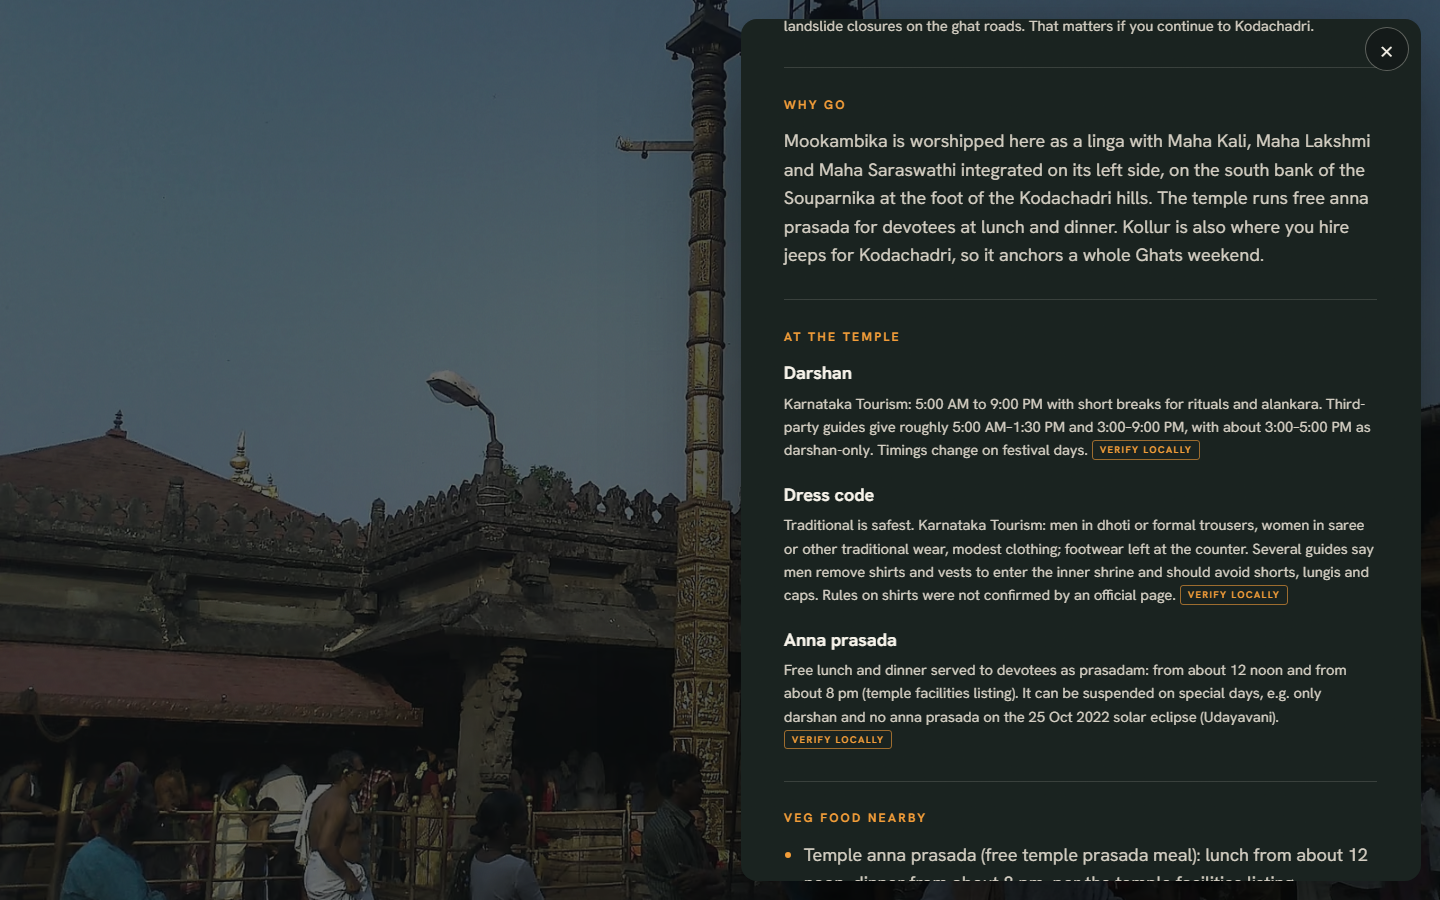 landslide closures on the ghat roads. That matters if you continue to Kodachadri.
✕
WHY GO
Mookambika is worshipped here as a linga with Maha Kali, Maha Lakshmi
and Maha Saraswathi integrated on its left side, on the south bank of the
Souparnika at the foot of the Kodachadri hills. The temple runs free anna
prasada for devotees at lunch and dinner. Kollur is also where you hire
jeeps for Kodachadri, so it anchors a whole Ghats weekend.
AT THE TEMPLE
Darshan
Karnataka Tourism: 5:00 AM to 9:00 PM with short breaks for rituals and alankara. Third-
party guides give roughly 5:00 AM–1:30 PM and 3:00–9:00 PM, with about 3:00–5:00 PM as
darshan-only. Timings change on festival days. VERIFY LOCALLY
Dress code
Traditional is safest. Karnataka Tourism: men in dhoti or formal trousers, women in saree
or other traditional wear, modest clothing; footwear left at the counter. Several guides say
men remove shirts and vests to enter the inner shrine and should avoid shorts, lungis and
caps. Rules on shirts were not confirmed by an official page. VERIFY LOCALLY
Anna prasada
Free lunch and dinner served to devotees as prasadam: from about 12 noon and from
about 8 pm (temple facilities listing). It can be suspended on special days, e.g. only
darshan and no anna prasada on the 25 Oct 2022 solar eclipse (Udayavani).
VERIFY LOCALLY
VEG FOOD NEARBY
• Temple anna prasada (free temple prasada meal): lunch from about 12
noon, dinner from about 8 pm, per the temple facilities listing